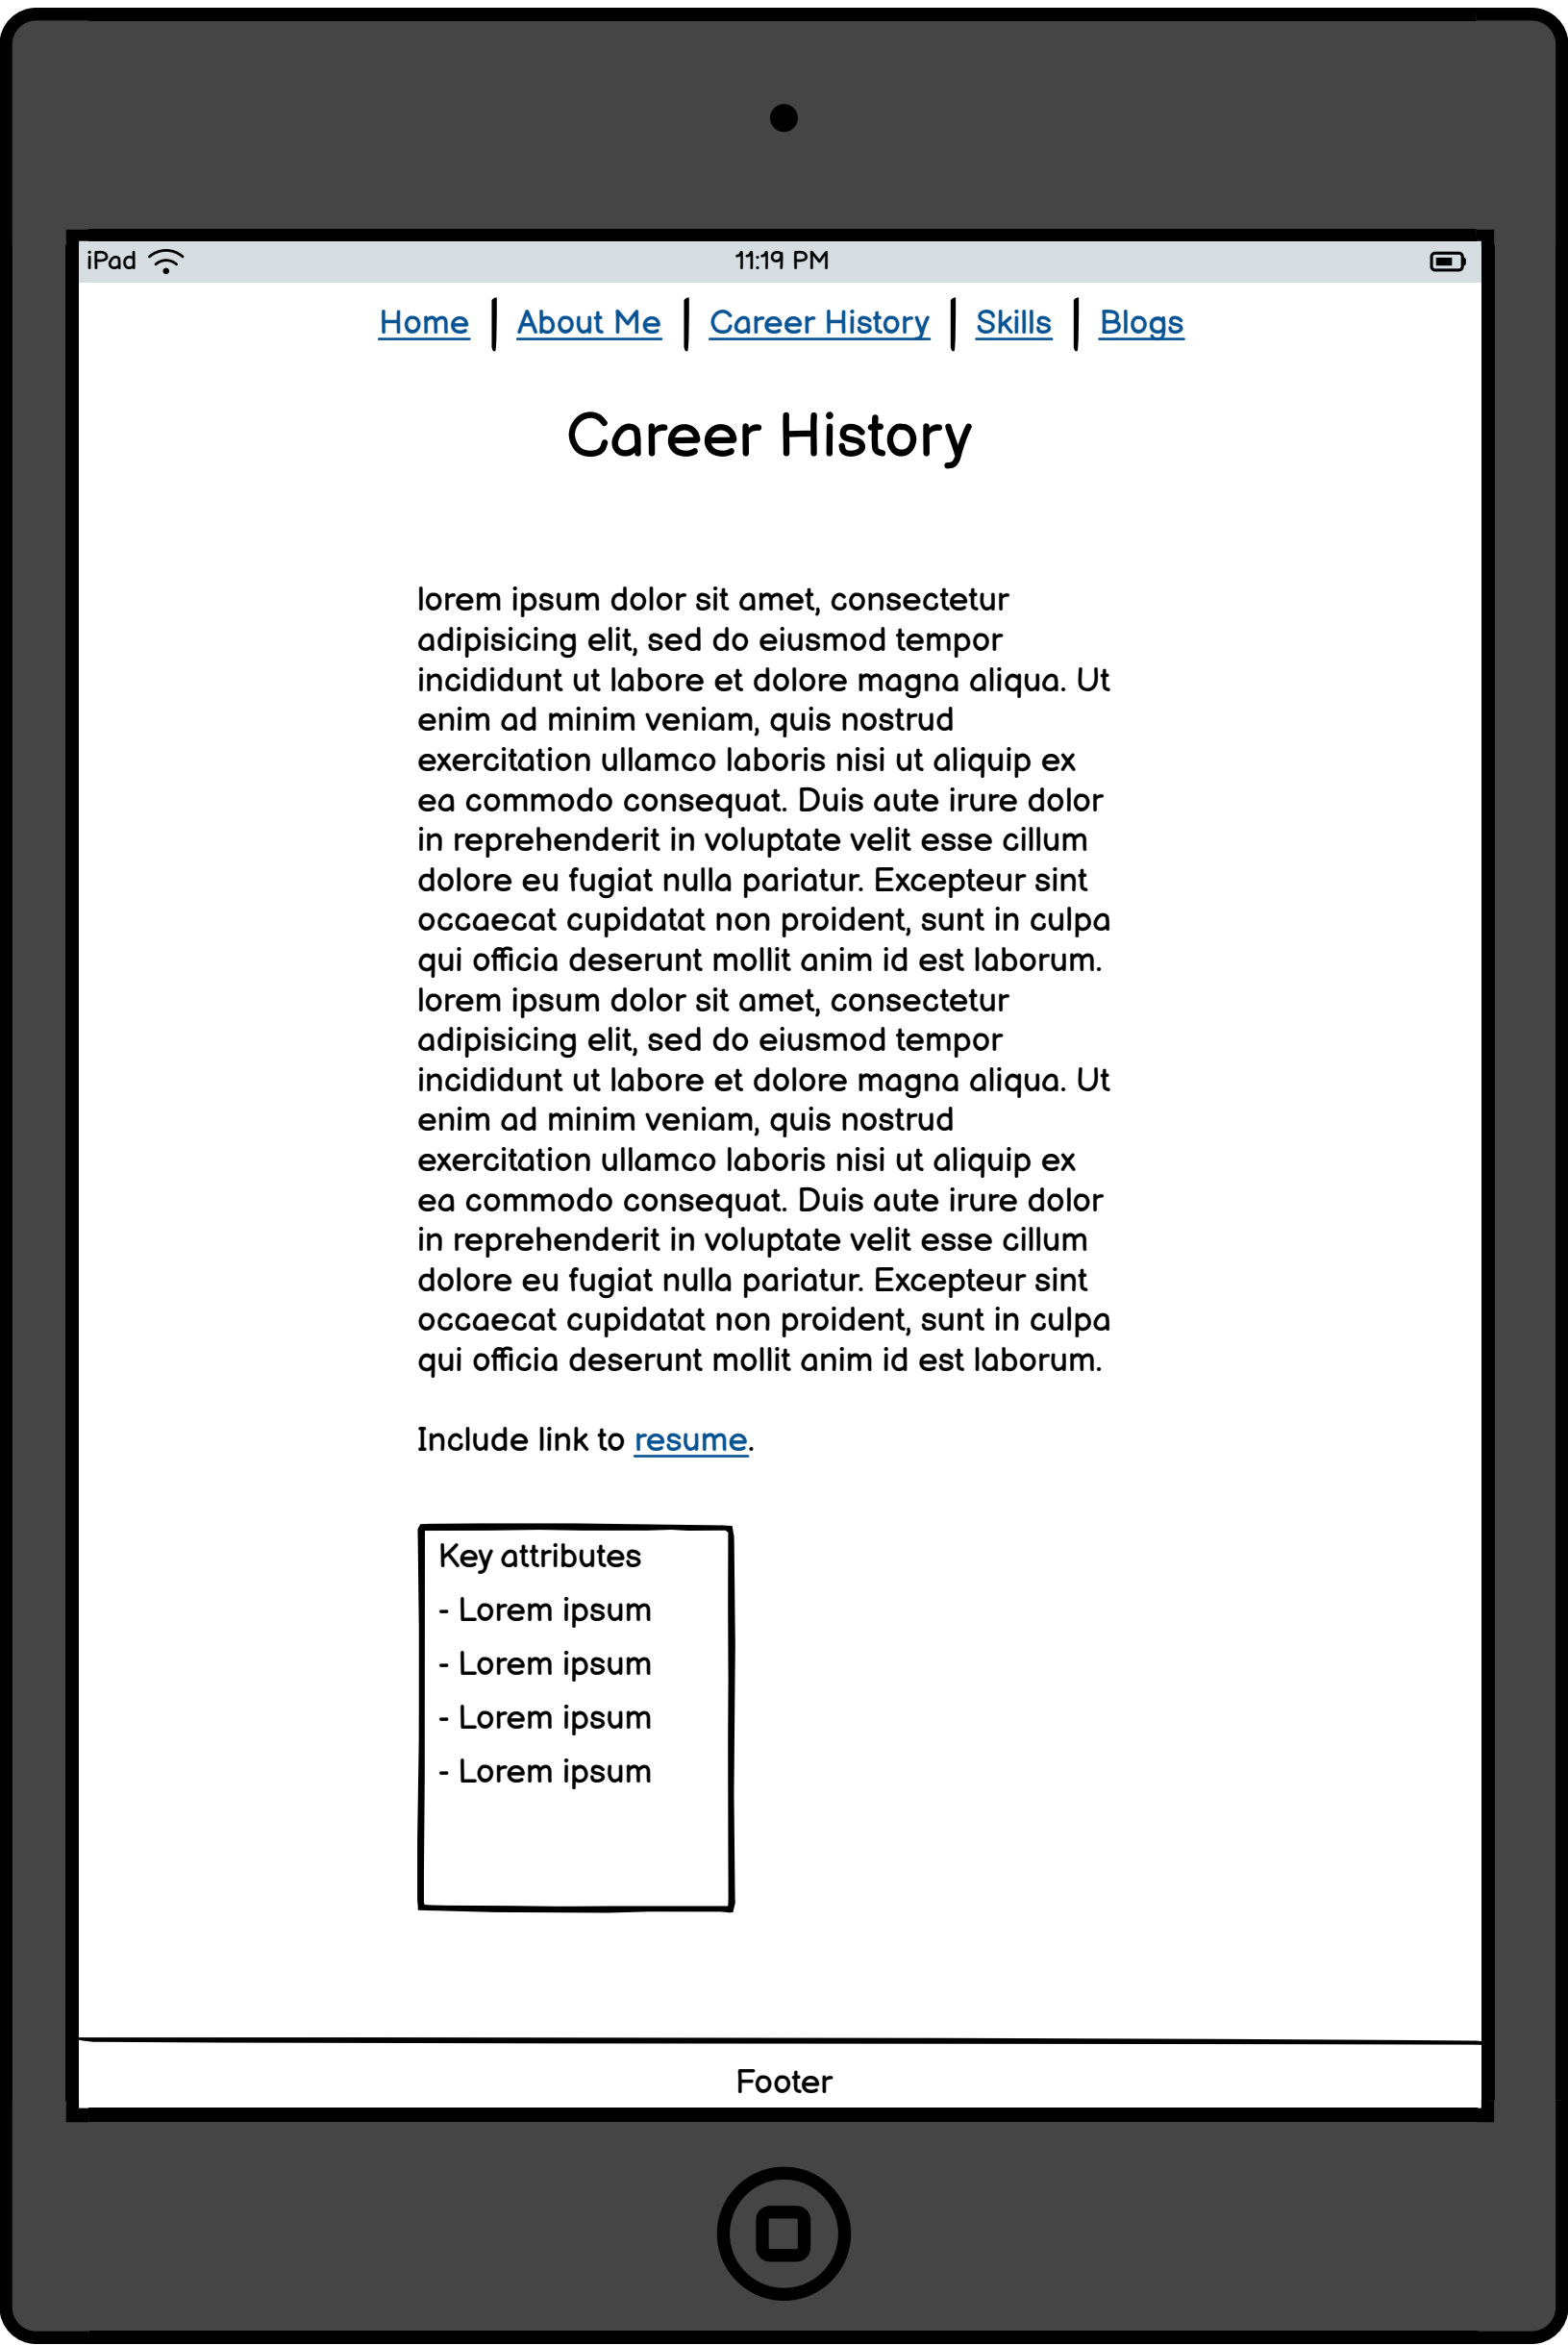 iPad 11:19 PM
Home | About Me | Career History | Skills | Blogs
Career History
lorem ipsum dolor sit amet, consectetur
adipisicing elit, sed do eiusmod tempor
incididunt ut labore et dolore magna aliqua. Ut
enim ad minim veniam, quis nostrud
exercitation ullamco laboris nisi ut aliquip ex
ea commodo consequat. Duis aute irure dolor
in reprehenderit in voluptate velit esse cillum
dolore eu fugiat nulla pariatur. Excepteur sint
occaecat cupidatat non proident, sunt in culpa
qui officia deserunt mollit anim id est laborum.
lorem ipsum dolor sit amet, consectetur
adipisicing elit, sed do eiusmod tempor
incididunt ut labore et dolore magna aliqua. Ut
enim ad minim veniam, quis nostrud
exercitation ullamco laboris nisi ut aliquip ex
ea commodo consequat. Duis aute irure dolor
in reprehenderit in voluptate velit esse cillum
dolore eu fugiat nulla pariatur. Excepteur sint
occaecat cupidatat non proident, sunt in culpa
qui officia deserunt mollit anim id est laborum.
Include link to resume.
Key attributes
- Lorem ipsum
- Lorem ipsum
- Lorem ipsum
- Lorem ipsum
Footer